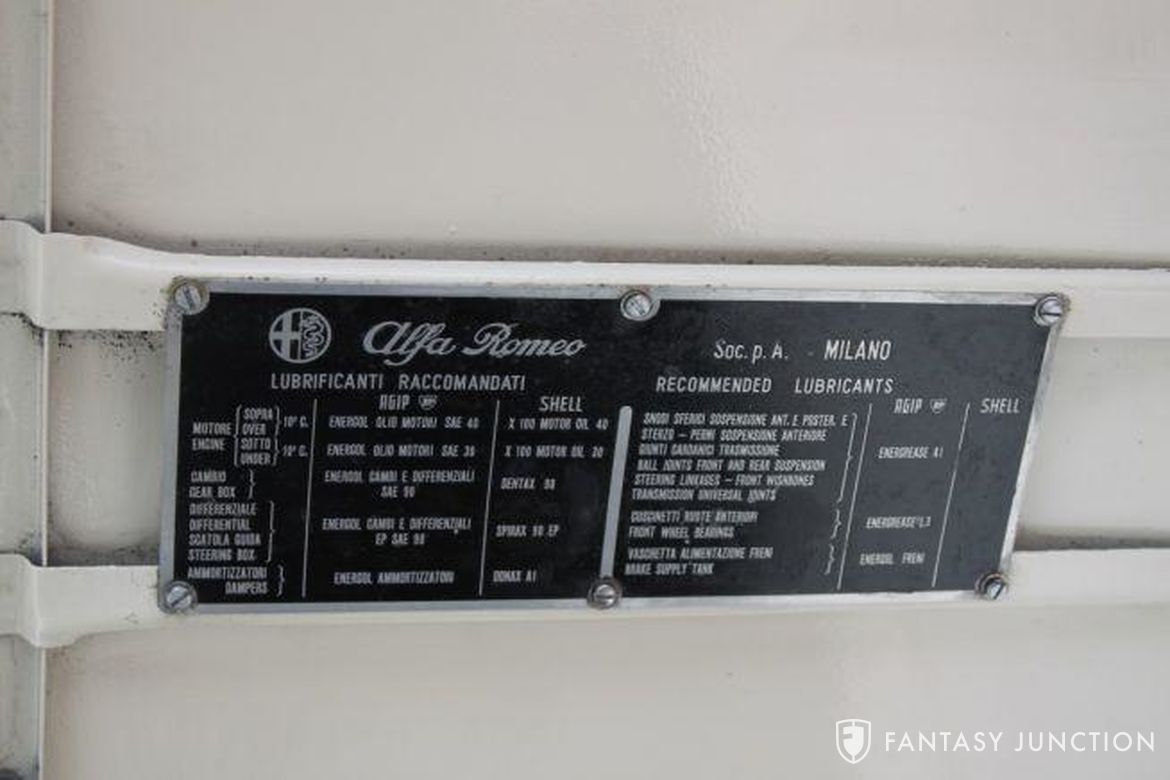 Alfa Romeo Soc. p. A. MILANO
LUBRIFICANTI RACCOMANDATI
AGIP BP SHELL
MOTORE ENGINE SOPRA OVER 10° C. ENERGOL OLIO MOTORI SAE 40 X 100 MOTOR OIL 40
SOTTO UNDER 10° C. ENERGOL OLIO MOTORI SAE X 100 MOTOR OIL 20
CAMBIO ENERGOL CAMBI E DIFFERENZIALI
GEAR BOX SAE 90 DENTAX 90
DIFFERENZIALE
DIFFERENTIAL ENERGOL CAMBI E DIFFERENZIALI
SCATOLA GUIDA EP SAE 90 SPIRAX 90 EP
STEERING BOX
AMMORTIZZATORI
DAMPERS ENERGOL AMMORTIZZATORI DONAX A1
RECOMMENDED LUBRICANTS
AGIP BP SHELL
SNODI SFERICI SOSPENSIONE ANT. E POSTER. E
STERZO - PERNI SOSPENSIONE ANTERIORE
GIUNTI CARDANICI TRASMISSIONE
BALL JOINTS FRONT AND REAR SUSPENSION ENERGREASE A1
STEERING LINKAGES - FRONT WISHBONES
TRANSMISSION UNIVERSAL JOINTS
CUSCINETTI RUOTE ANTERIORI
FRONT WHEEL BEARINGS ENERGREASE
VASCHETTA ALIMENTAZIONE FRENI
BRAKE SUPPLY TANK ENERGOL FRENI
FANTASY JUNCTION